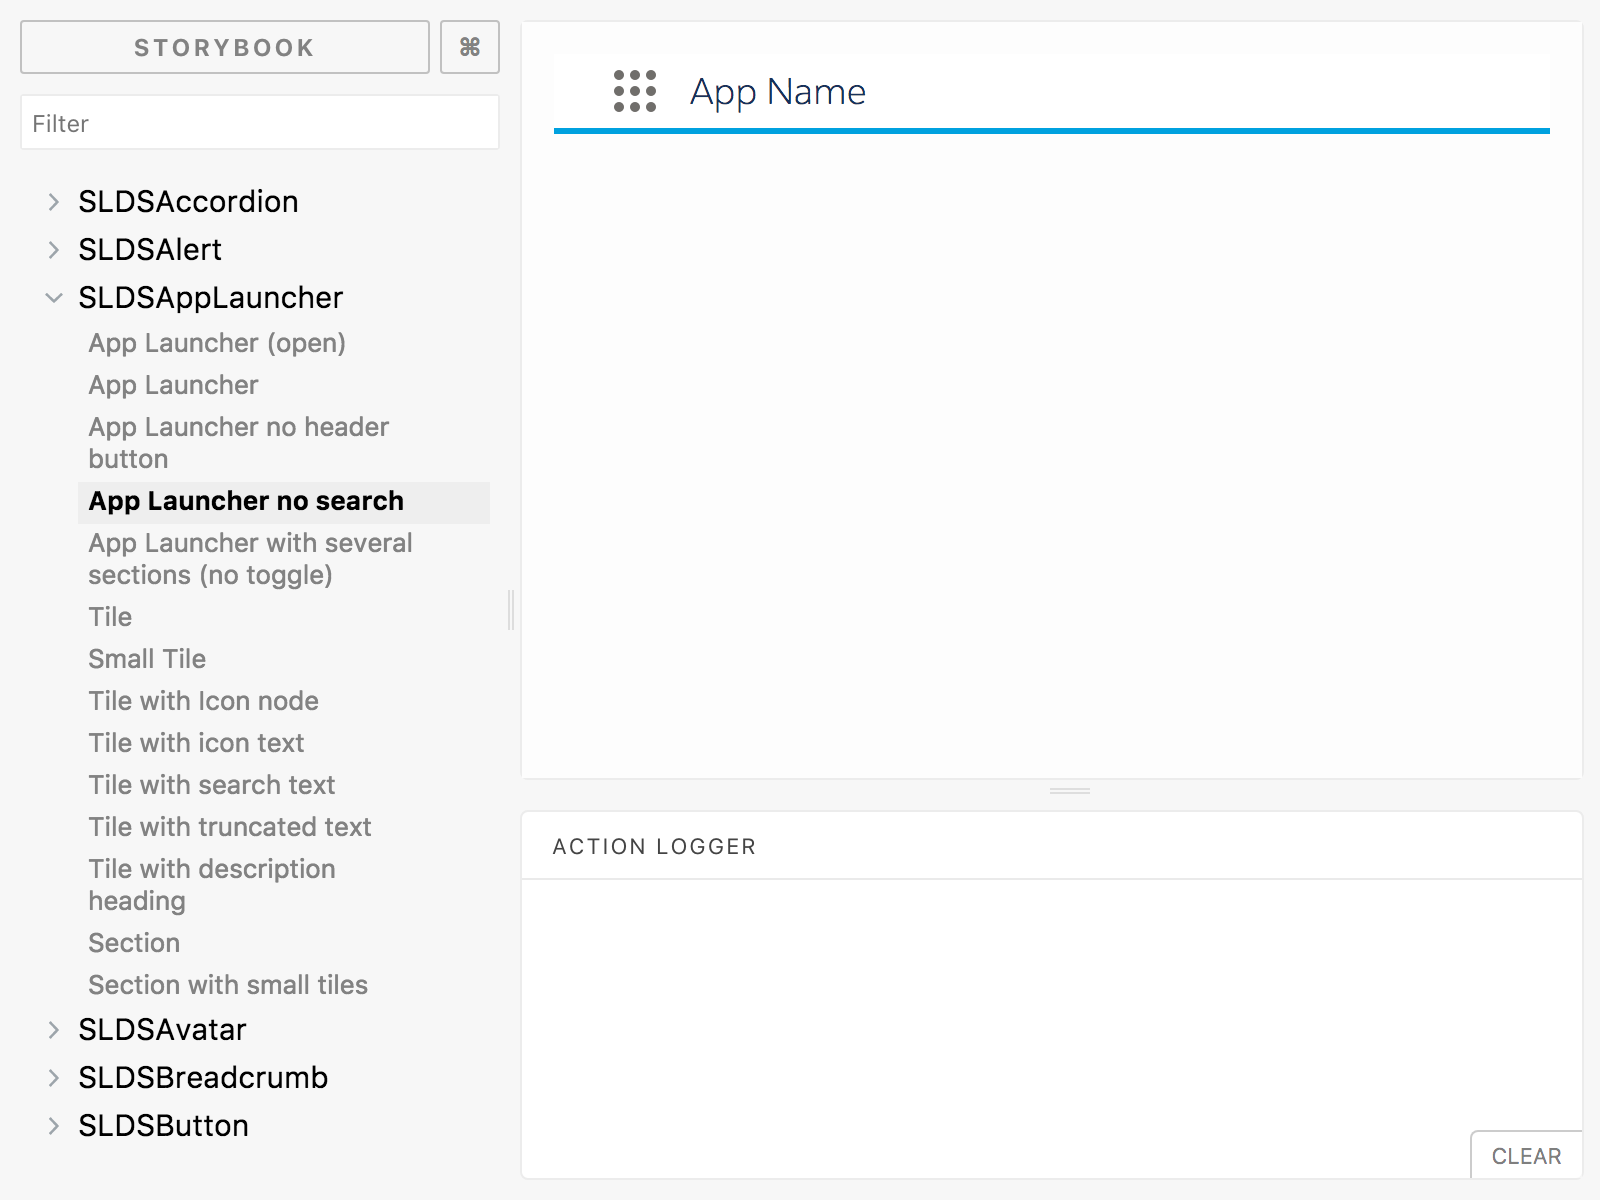 STORYBOOK
⌘
Filter
SLDSAccordion
SLDSAlert
SLDSAppLauncher
App Launcher (open)
App Launcher
App Launcher no header
button
App Launcher no search
App Launcher with several
sections (no toggle)
Tile
Small Tile
Tile with Icon node
Tile with icon text
Tile with search text
Tile with truncated text
Tile with description
heading
Section
Section with small tiles
SLDSAvatar
SLDSBreadcrumb
SLDSButton
App Name
ACTION LOGGER
CLEAR